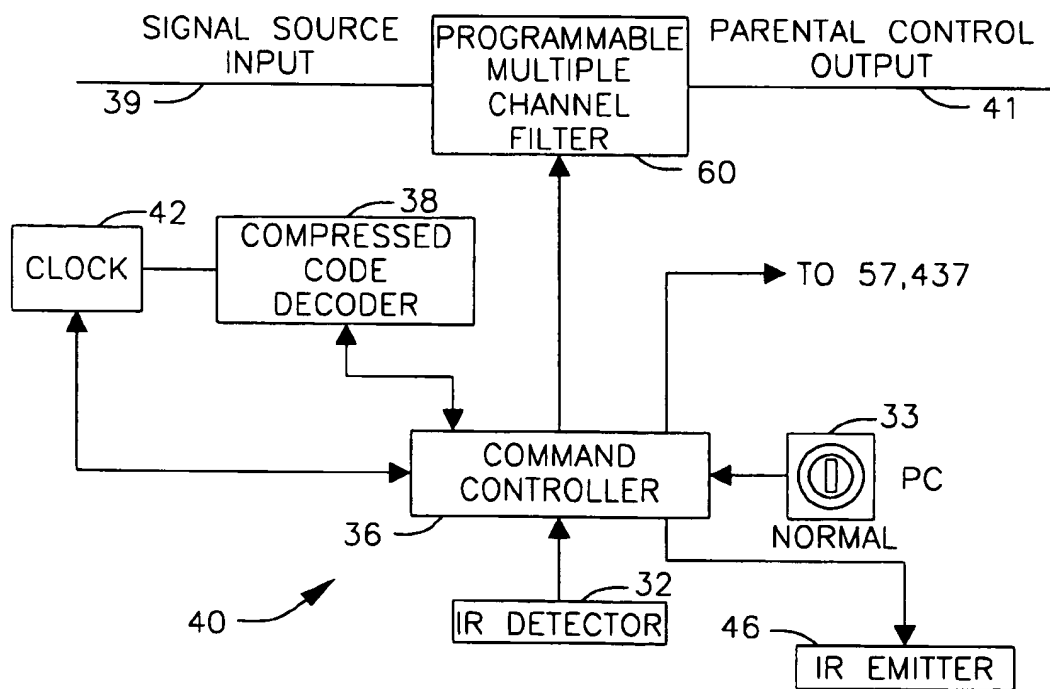 SIGNAL SOURCE
INPUT
39
PROGRAMMABLE
MULTIPLE
CHANNEL
FILTER
60
PARENTAL CONTROL
OUTPUT
41
42
CLOCK
38
COMPRESSED
CODE
DECODER
TO 57,437
COMMAND
CONTROLLER
36
33
PC
NORMAL
40
32
IR DETECTOR
46
IR EMITTER